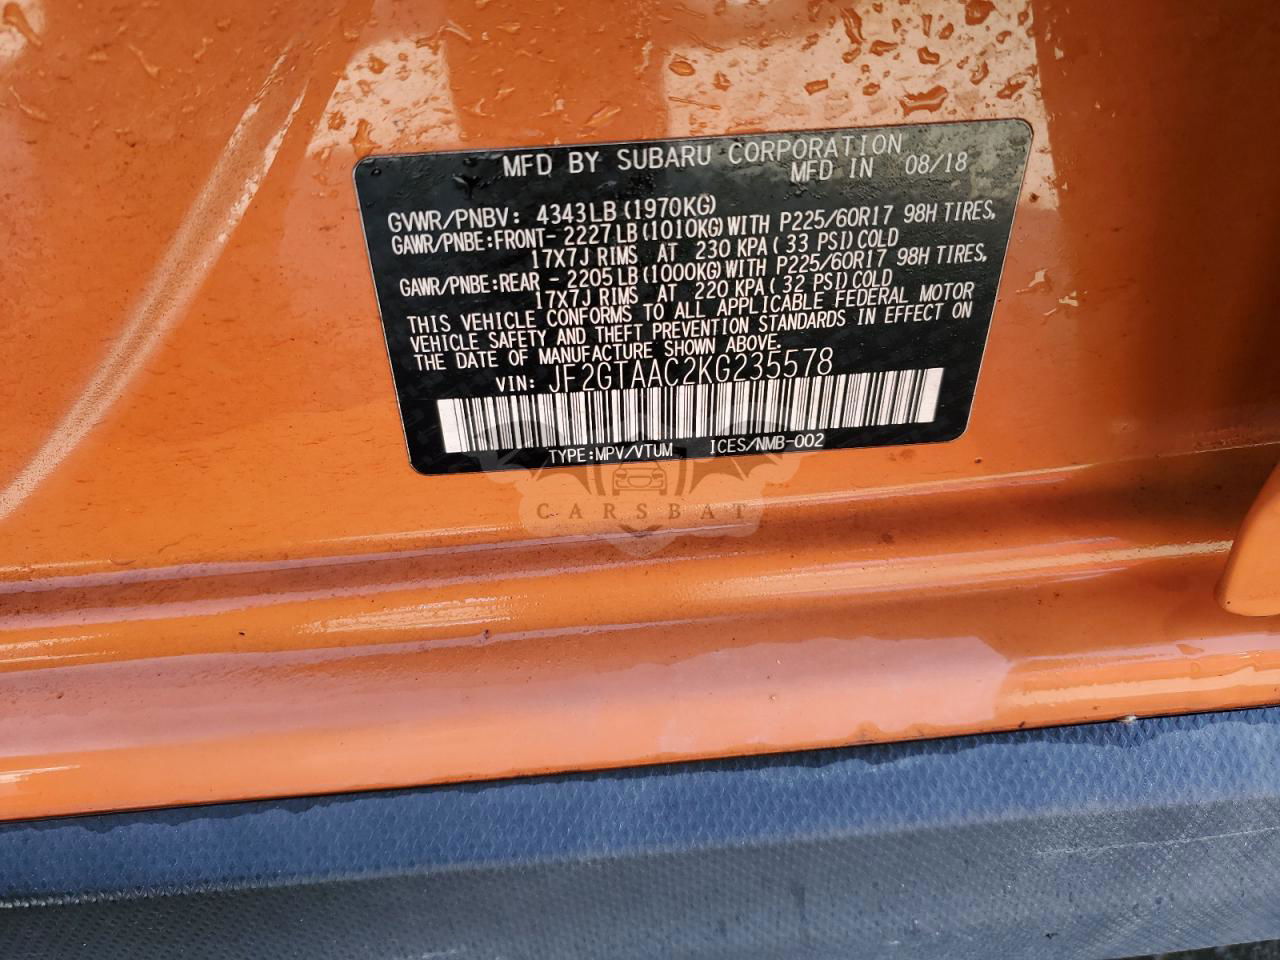 MFD BY SUBARU CORPORATION
MFD IN 08/18
GVWR/PNBV: 4343LB(1970KG)
GAWR/PNBE:FRONT-2227LB(1010KG)WITH P225/60R17 98H TIRES,
17X7J RIMS AT 230 KPA(33 PSI)COLD
GAWR/PNBE:REAR -2205LB(1000KG)WITH P225/60R17 98H TIRES,
17X7J RIMS AT 220 KPA(32 PSI)COLD
THIS VEHICLE CONFORMS TO ALL APPLICABLE FEDERAL MOTOR
VEHICLE SAFETY AND THEFT PREVENTION STANDARDS IN EFFECT ON
THE DATE OF MANUFACTURE SHOWN ABOVE.
VIN: JF2GTAAC2KG235578
TYPE:MPV/VTUM ICES/NMB-002
CARSBAT